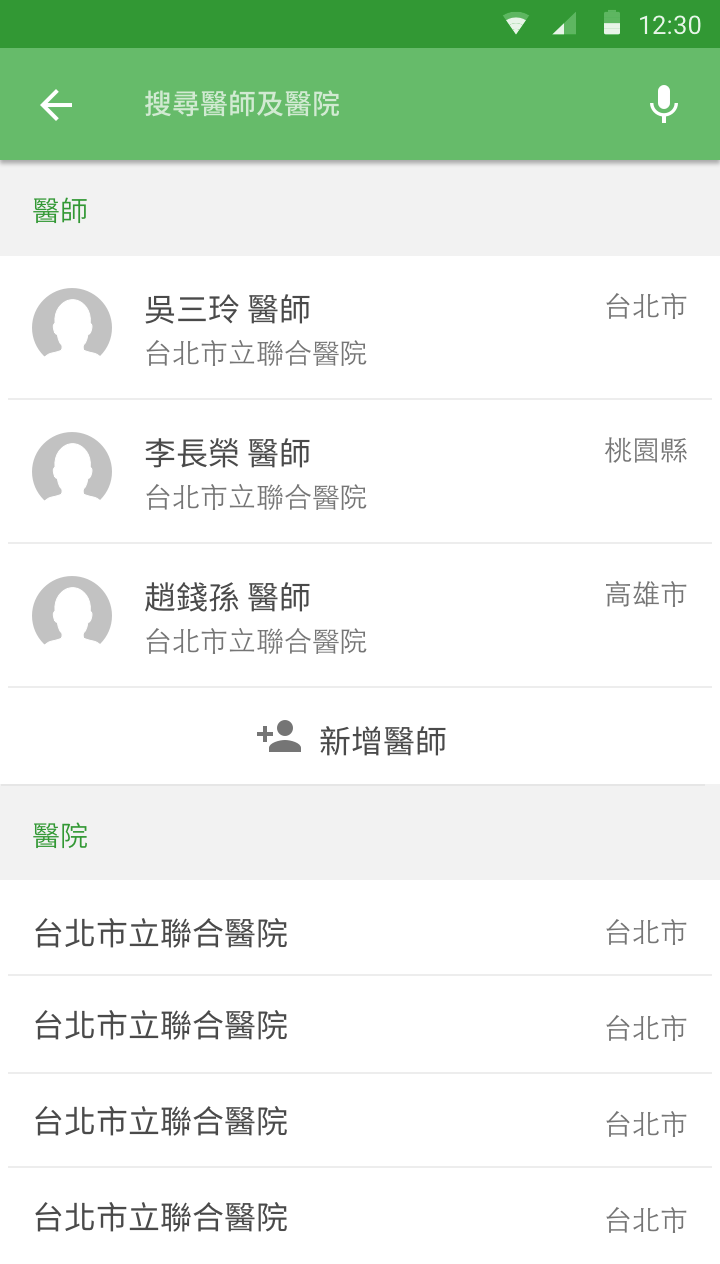 12:30
搜尋醫師及醫院
醫師
吳三玲 醫師
台北市
台北市立聯合醫院
李長榮 醫師
桃園縣
台北市立聯合醫院
趙錢孫 醫師
高雄市
台北市立聯合醫院
新增醫師
醫院
台北市立聯合醫院
台北市
台北市立聯合醫院
台北市
台北市立聯合醫院
台北市
台北市立聯合醫院
台北市